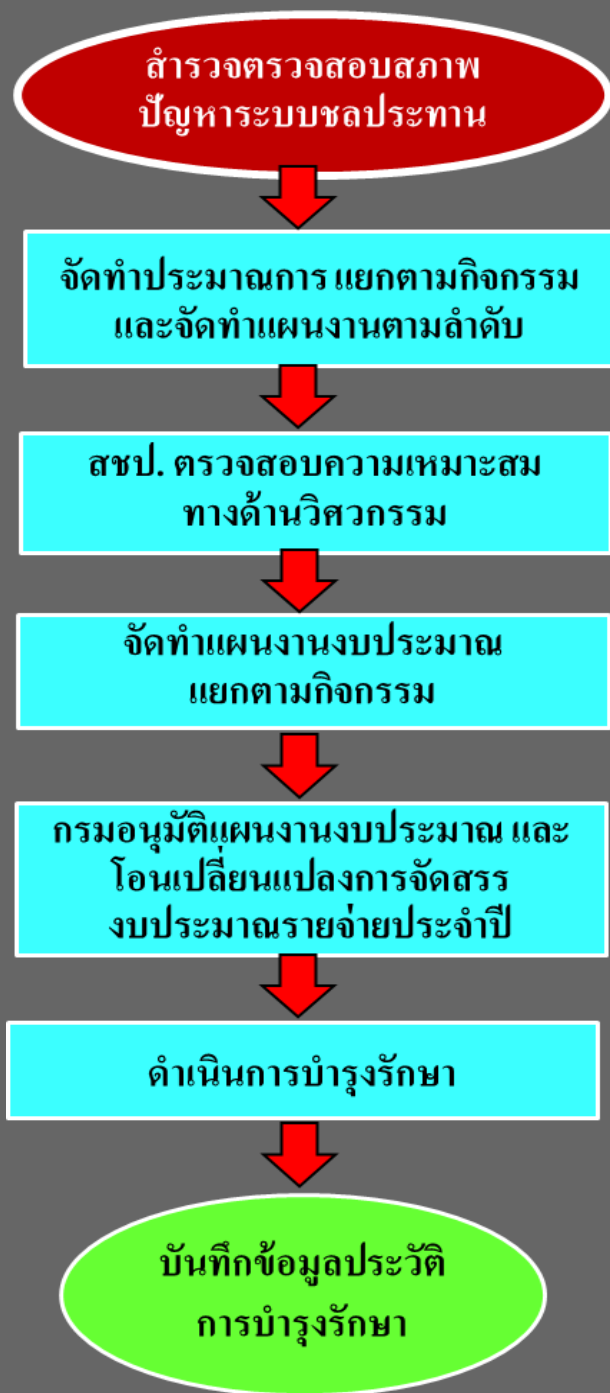 สำรวจตรวจสอบสภาพ
ปัญหาระบบชลประทาน
จัดทำประมาณการ แยกตามกิจกรรม
และจัดทำแผนงานตามลำดับ
สชป. ตรวจสอบความเหมาะสม
ทางด้านวิศวกรรม
จัดทำแผนงานงบประมาณ
แยกตามกิจกรรม
กรมอนุมัติแผนงานงบประมาณ และ
โอนเปลี่ยนแปลงการจัดสรร
งบประมาณรายจ่ายประจำปี
ดำเนินการบำรุงรักษา
บันทึกข้อมูลประวัติ
การบำรุงรักษา